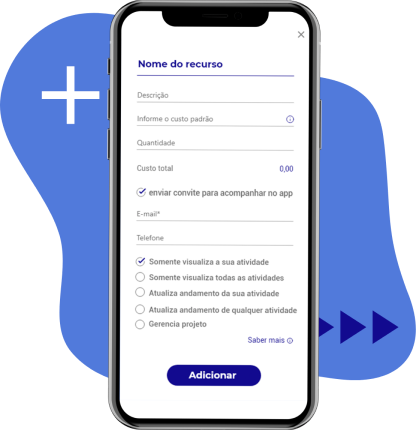 Nome do recurso
Descrição
Informe o custo padrão
Quantidade
Custo total 0,00
enviar convite para acompanhar no app
E-mail*
Telefone
Somente visualiza a sua atividade
Somente visualiza todas as atividades
Atualiza andamento da sua atividade
Atualiza andamento de qualquer atividade
Gerencia projeto
Saber mais
Adicionar